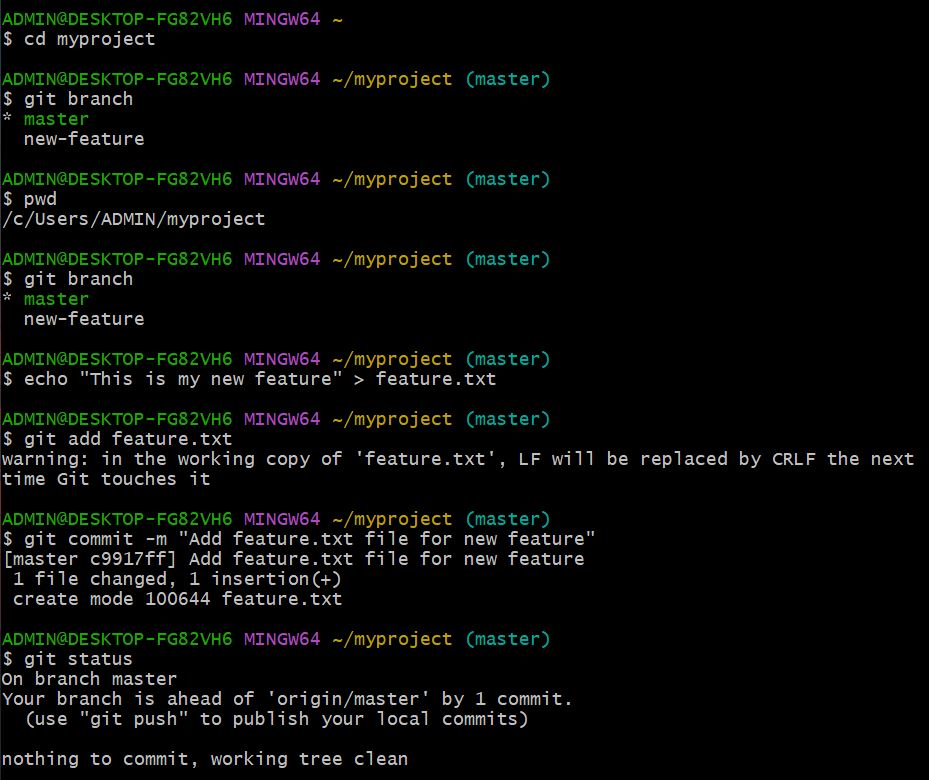 ADMIN@DESKTOP-FG82VH6 MINGW64 ~
$ cd myproject
ADMIN@DESKTOP-FG82VH6 MINGW64 ~/myproject (master)
$ git branch
* master
  new-feature
ADMIN@DESKTOP-FG82VH6 MINGW64 ~/myproject (master)
$ pwd
/c/Users/ADMIN/myproject
ADMIN@DESKTOP-FG82VH6 MINGW64 ~/myproject (master)
$ git branch
* master
  new-feature
ADMIN@DESKTOP-FG82VH6 MINGW64 ~/myproject (master)
$ echo "This is my new feature" > feature.txt
ADMIN@DESKTOP-FG82VH6 MINGW64 ~/myproject (master)
$ git add feature.txt
warning: in the working copy of 'feature.txt', LF will be replaced by CRLF the next
time Git touches it
ADMIN@DESKTOP-FG82VH6 MINGW64 ~/myproject (master)
$ git commit -m "Add feature.txt file for new feature"
[master c9917ff] Add feature.txt file for new feature
 1 file changed, 1 insertion(+)
 create mode 100644 feature.txt
ADMIN@DESKTOP-FG82VH6 MINGW64 ~/myproject (master)
$ git status
On branch master
Your branch is ahead of 'origin/master' by 1 commit.
  (use "git push" to publish your local commits)
nothing to commit, working tree clean